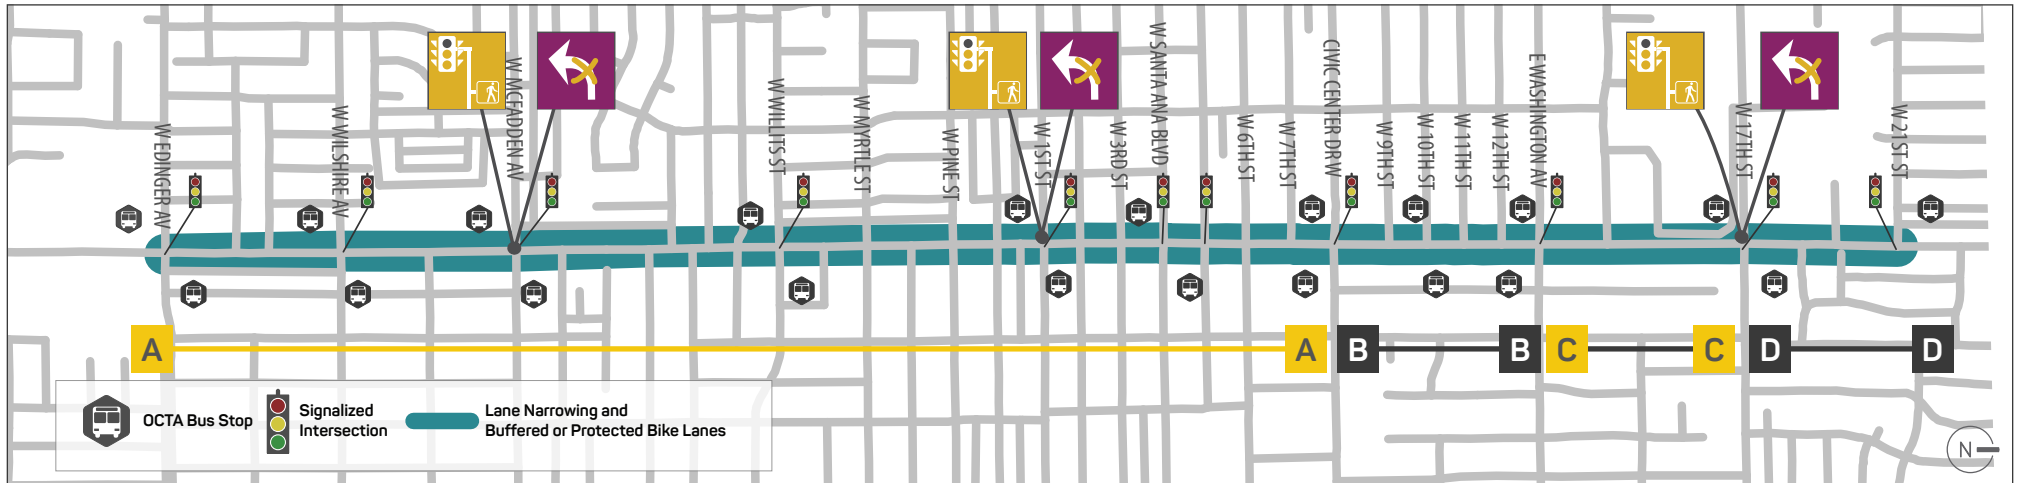 W EDINGER AV
W WILSHIRE AV
W MCFADDEN AV
W WILLITS ST
W MYRTLE ST
W PINE ST
W 1ST ST
W 3RD ST
W SANTA ANA BLVD
W 6TH ST
W 7TH ST
CIVIC CENTER DR W
W 9TH ST
W 10TH ST
W 11TH ST
W 12TH ST
E WASHINGTON AV
W 17TH ST
W 21ST ST
A
A
B
B
C
C
D
D
OCTA Bus Stop
Signalized
Intersection
Lane Narrowing and
Buffered or Protected Bike Lanes
N